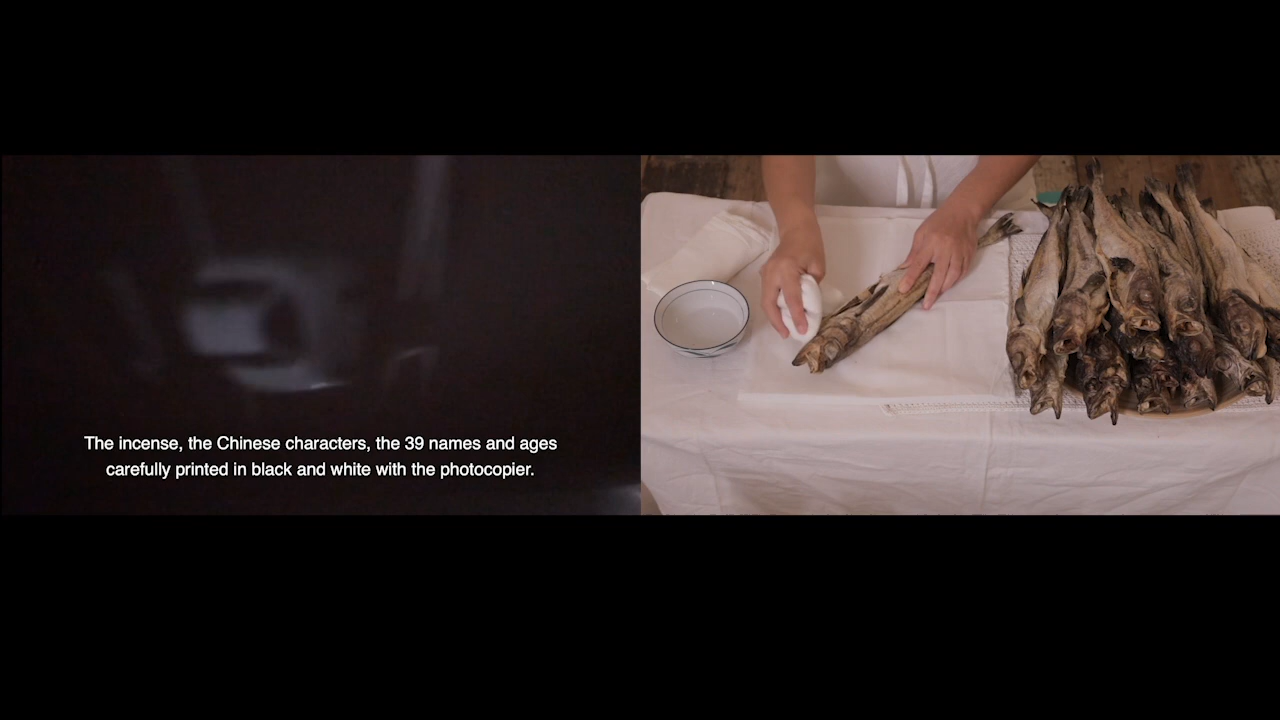 The incense, the Chinese characters, the 39 names and ages
carefully printed in black and white with the photocopier.